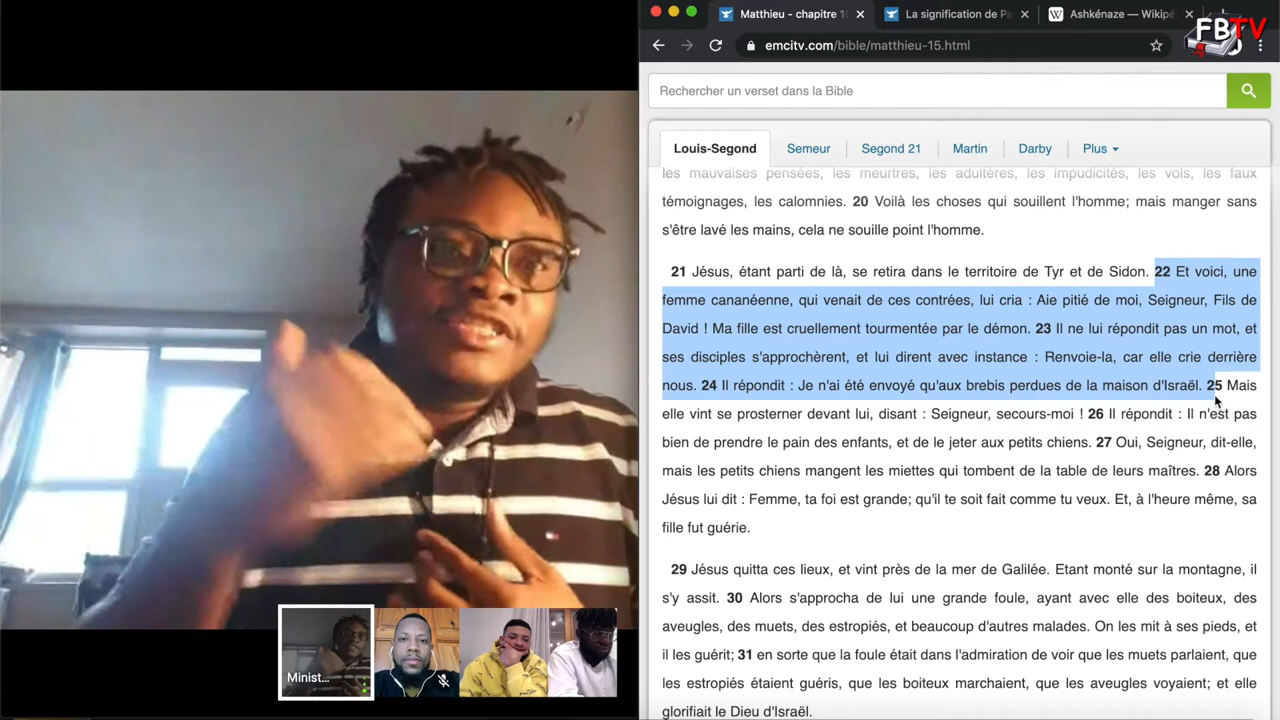 Matthieu - chapitre 1
La signification de Pa
Ashkénaze — Wikip
FBTV
emcitv.com/bible/matthieu-15.html
Rechercher un verset dans la Bible
Louis-Segond Semeur Segond 21 Martin Darby Plus
les mauvaises pensées, les meurtres, les adultères, les impudicités, les vols, les faux
témoignages, les calomnies. 20 Voilà les choses qui souillent l'homme; mais manger sans
s'être lavé les mains, cela ne souille point l'homme.
21 Jésus, étant parti de là, se retira dans le territoire de Tyr et de Sidon. 22 Et voici, une
femme cananéenne, qui venait de ces contrées, lui cria : Aie pitié de moi, Seigneur, Fils de
David ! Ma fille est cruellement tourmentée par le démon. 23 Il ne lui répondit pas un mot, et
ses disciples s'approchèrent, et lui dirent avec instance : Renvoie-la, car elle crie derrière
nous. 24 Il répondit : Je n'ai été envoyé qu'aux brebis perdues de la maison d'Israël. 25 Mais
elle vint se prosterner devant lui, disant : Seigneur, secours-moi ! 26 Il répondit : Il n'est pas
bien de prendre le pain des enfants, et de le jeter aux petits chiens. 27 Oui, Seigneur, dit-elle,
mais les petits chiens mangent les miettes qui tombent de la table de leurs maîtres. 28 Alors
Jésus lui dit : Femme, ta foi est grande; qu'il te soit fait comme tu veux. Et, à l'heure même, sa
fille fut guérie.
29 Jésus quitta ces lieux, et vint près de la mer de Galilée. Etant monté sur la montagne, il
s'y assit. 30 Alors s'approcha de lui une grande foule, ayant avec elle des boiteux, des
aveugles, des muets, des estropiés, et beaucoup d'autres malades. On les mit à ses pieds, et
il les guérit; 31 en sorte que la foule était dans l'admiration de voir que les muets parlaient, que
les estropiés étaient guéris, que les boiteux marchaient, que les aveugles voyaient; et elle
glorifiait le Dieu d'Israël.
Minist...